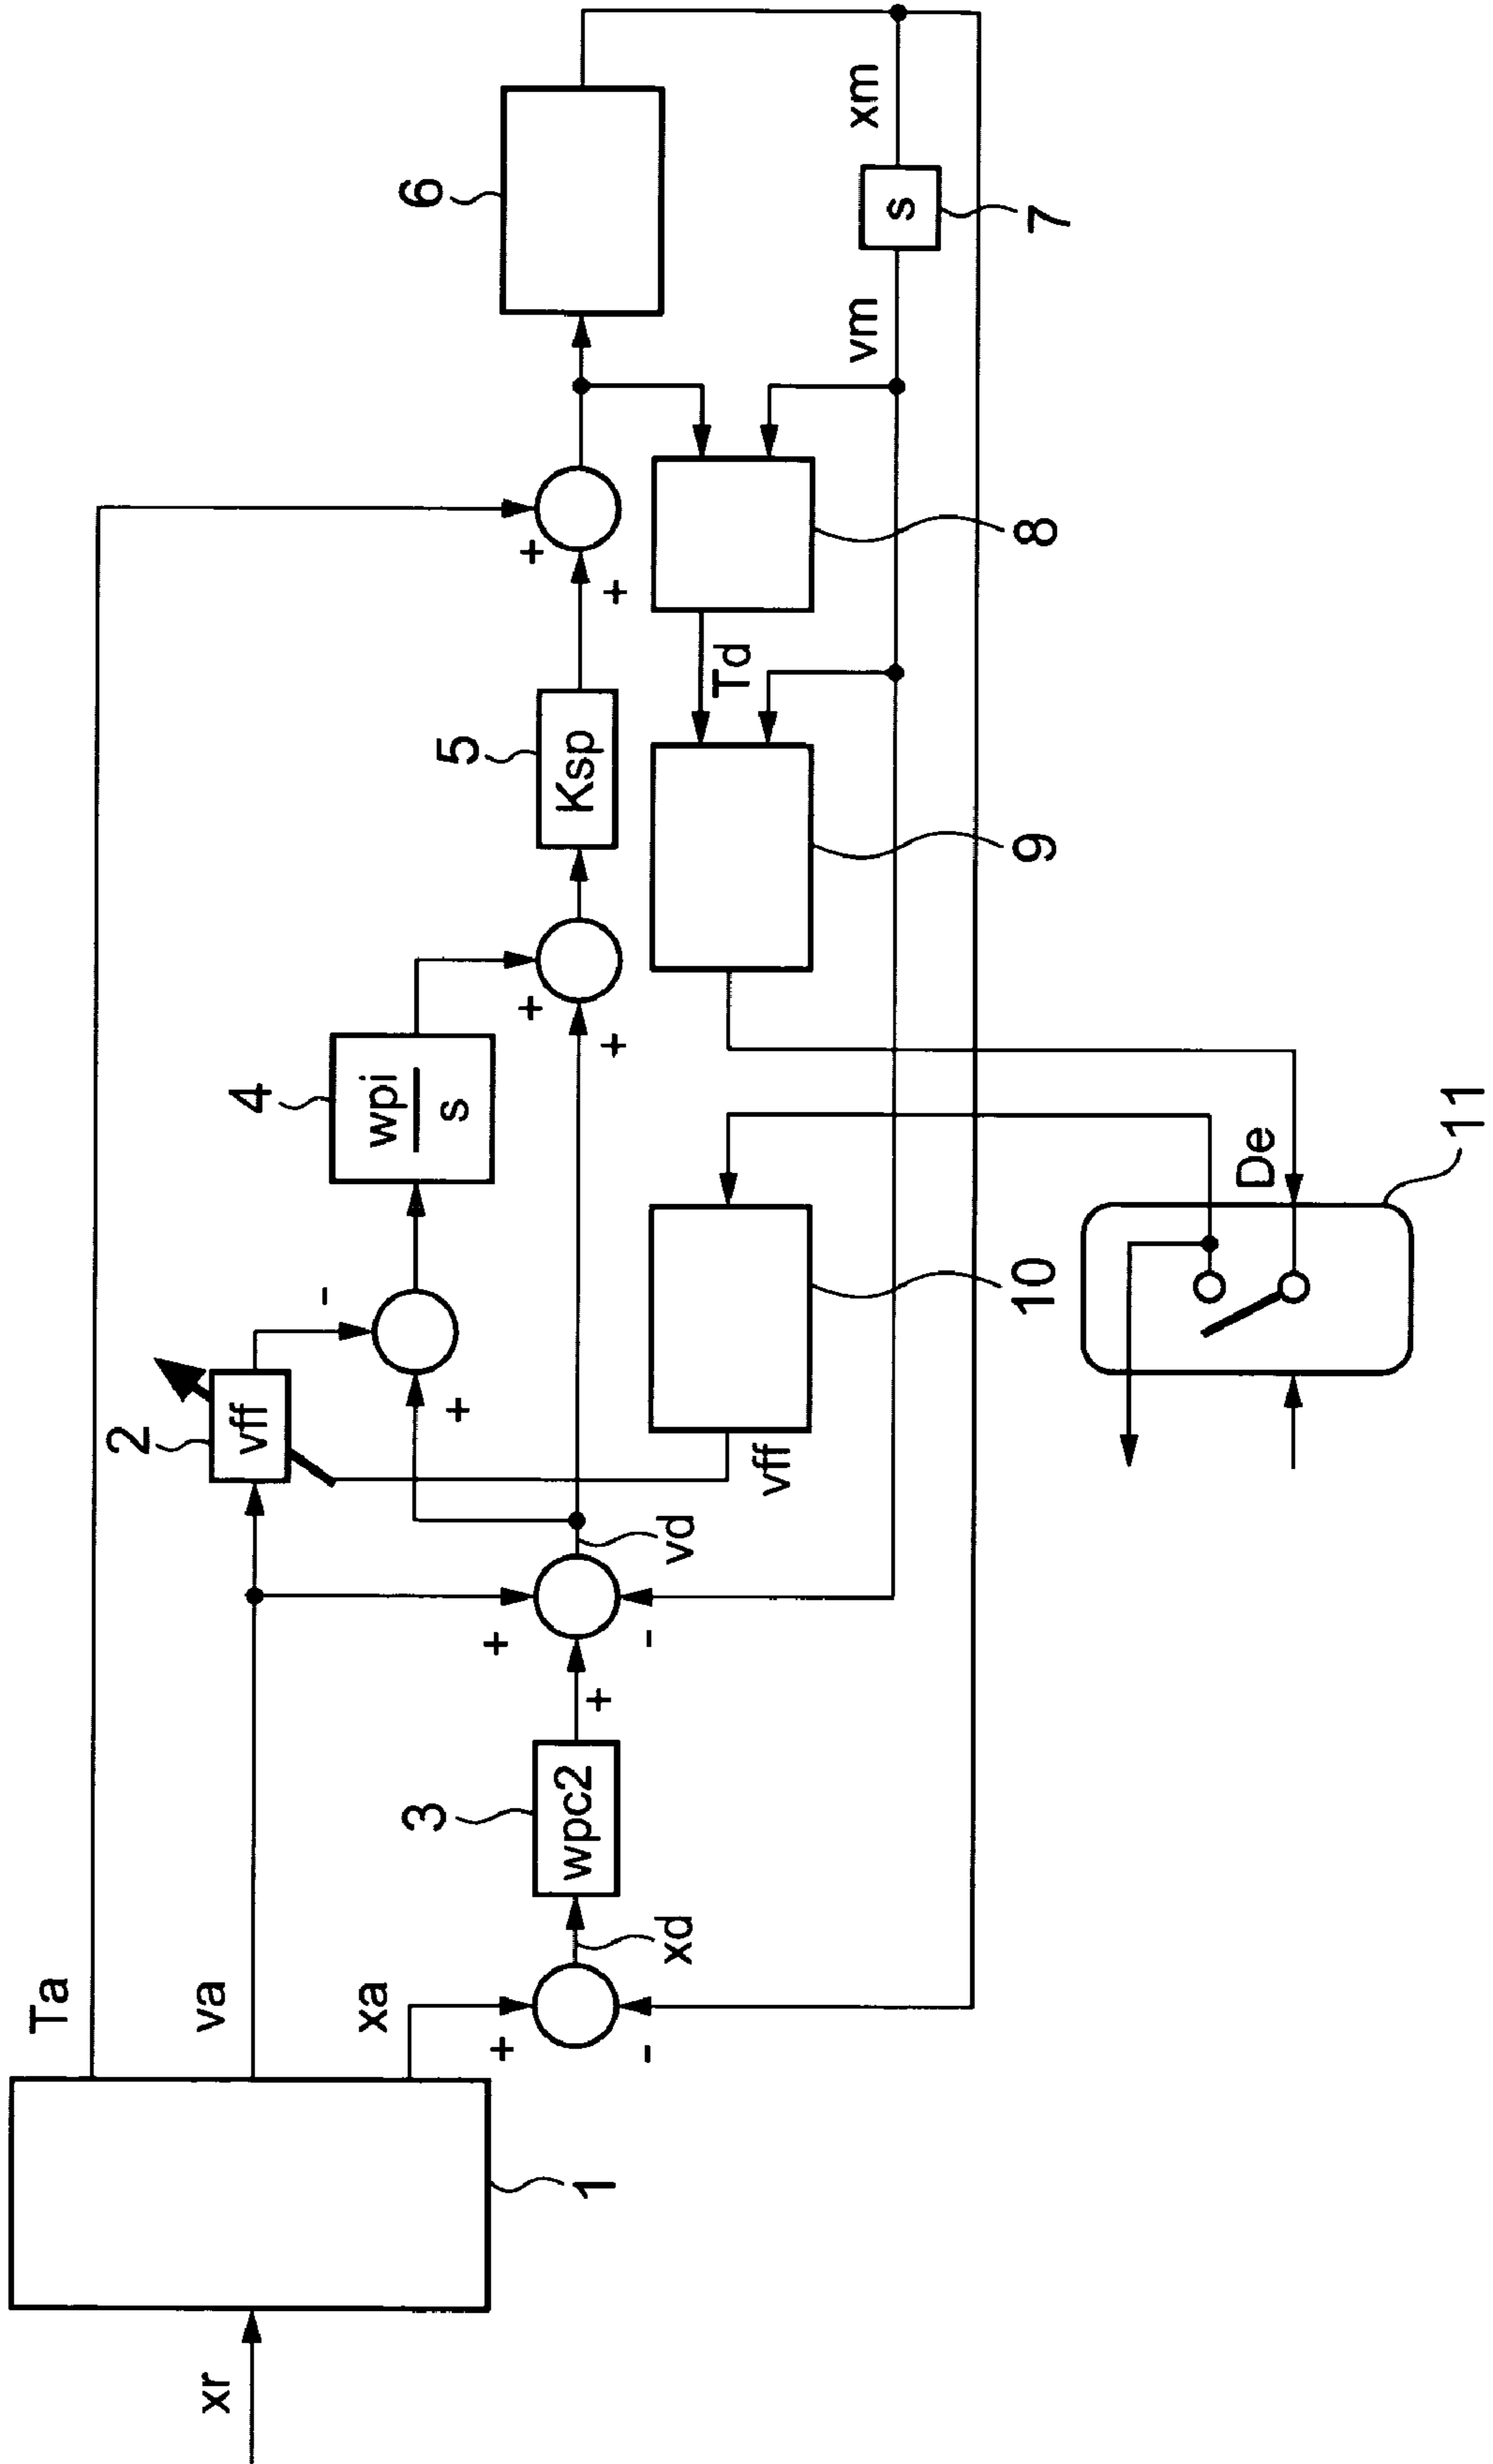 xr
1
Ta
va
xa
+
-
xd
3
wpc2
+
+
-
vd
2
vff
-
+
4
wpi
s
+
+
5
Ksp
+
+
6
xm
s
7
vm
8
Td
9
10
vff
De
11